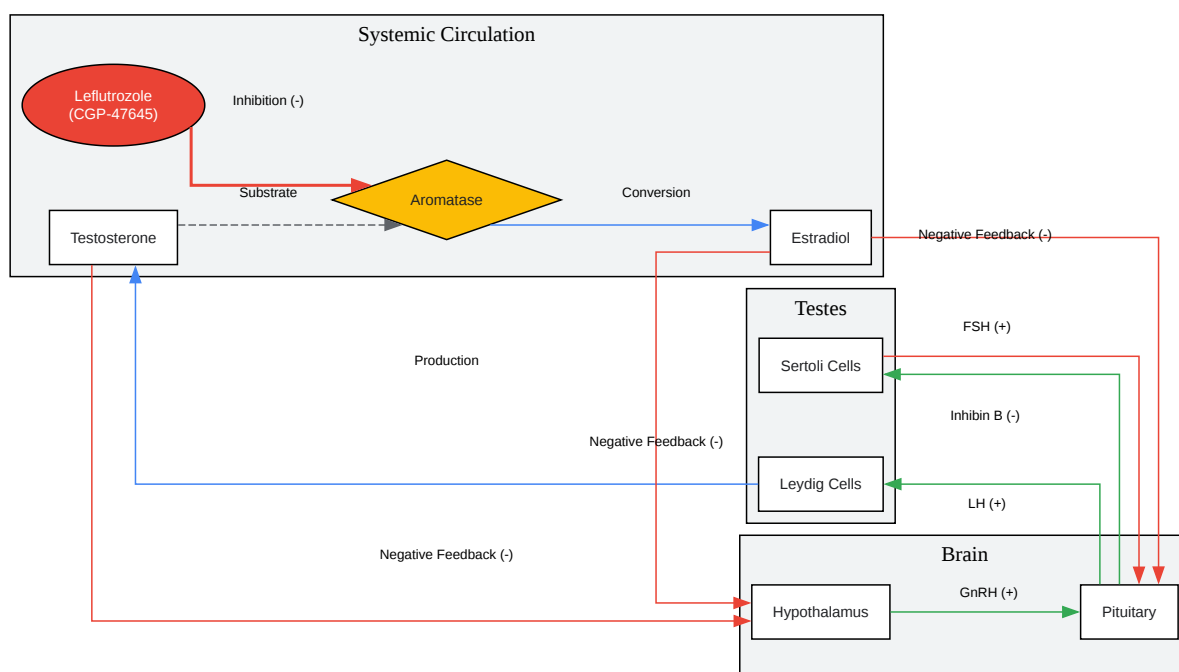 Systemic Circulation
Leflutrozole
(CGP-47645)
Inhibition (-)
Substrate
Aromatase
Conversion
Testosterone
Estradiol
Negative Feedback (-)
Testes
FSH (+)
Sertoli Cells
Production
Inhibin B (-)
Negative Feedback (-)
Leydig Cells
LH (+)
Negative Feedback (-)
Brain
GnRH (+)
Hypothalamus
Pituitary